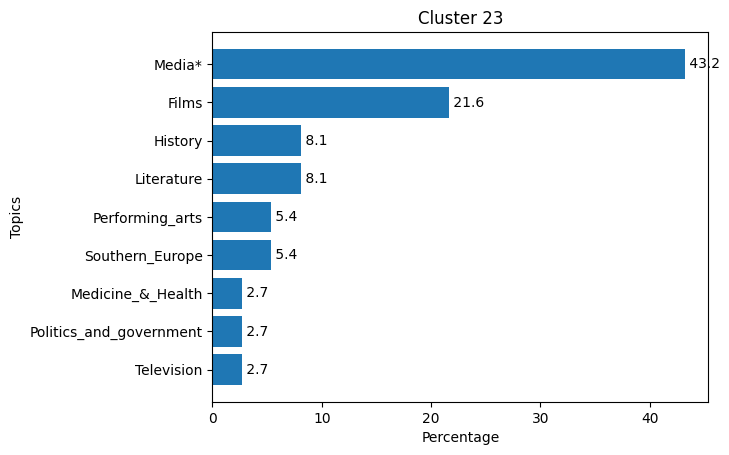 Cluster 23
Topics
Media* 43.2
Films 21.6
History 8.1
Literature 8.1
Performing_arts 5.4
Southern_Europe 5.4
Medicine_&_Health 2.7
Politics_and_government 2.7
Television 2.7
0 10 20 30 40
Percentage